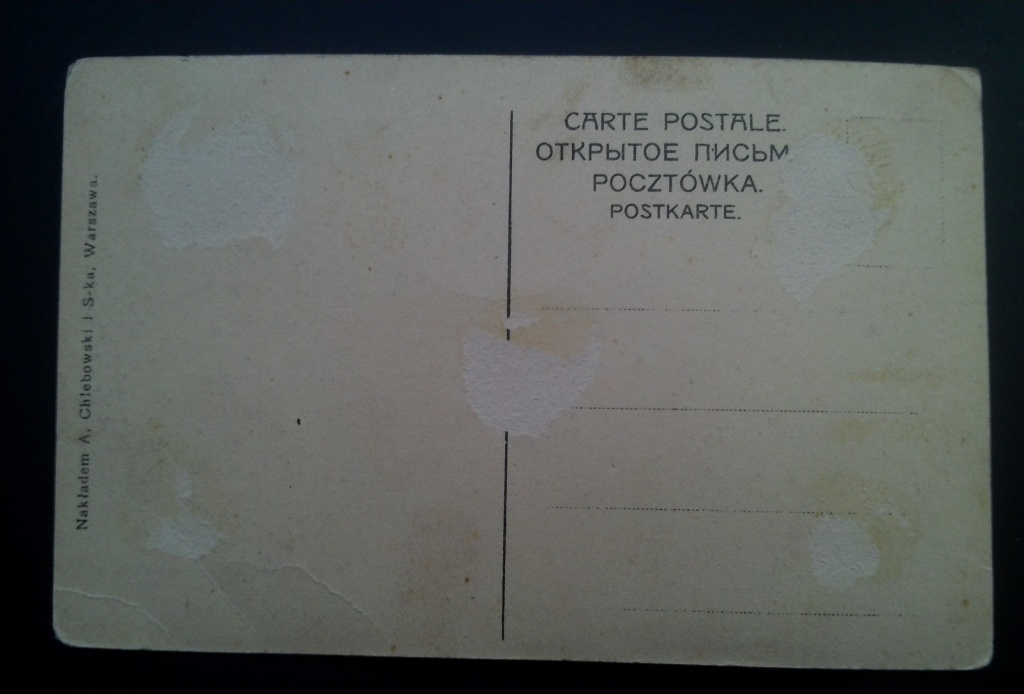 CARTE POSTALE.
ОТКРЫТОЕ ПИСЬМ
POCZTÓWKA.
POSTKARTE.
Nakładem A. Chlebowski i S-ka, Warszawa.